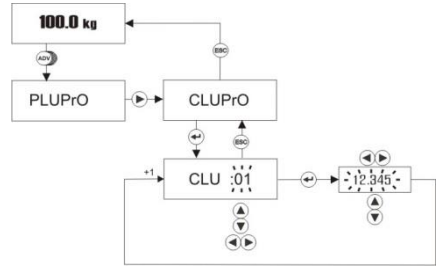 100.0 kg
ESC
ADV
PLUPrO
CLUPrO
ESC
+1
CLU :01
12.345